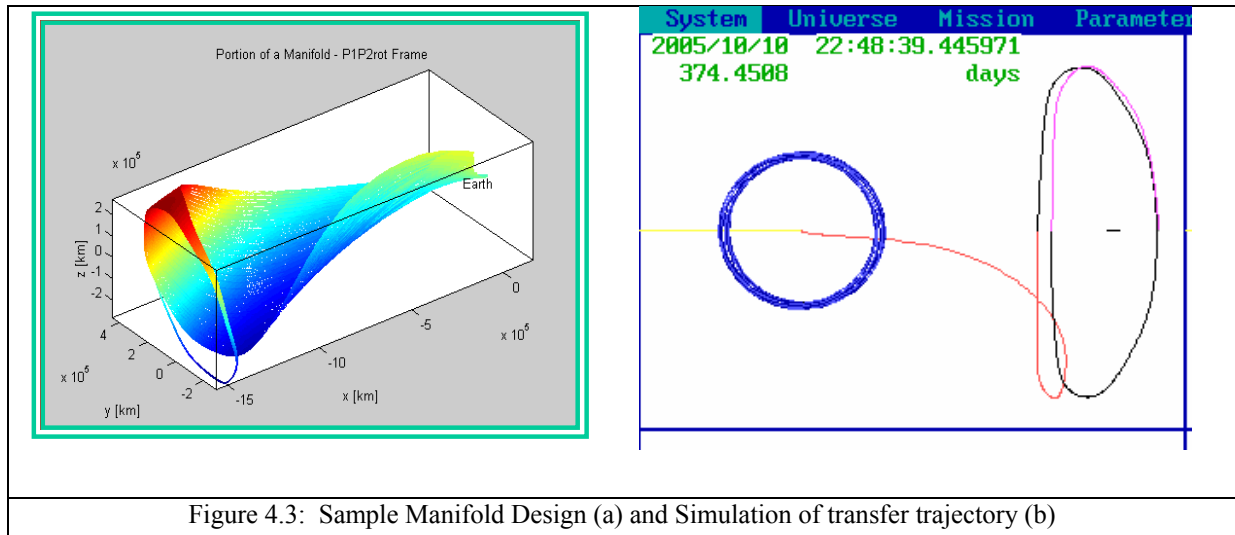 Portion of a Manifold - P1P2rot Frame
x 10^5
Earth
2
1
0
-1
-2
z [km]
4
2
0
-2
x 10^5
y [km]
-15
-10
-5
0
x 10^5
x [km]
System Universe Mission Parameter
2005/10/10 22:48:39.445971
374.4508 days
Figure 4.3: Sample Manifold Design (a) and Simulation of transfer trajectory (b)